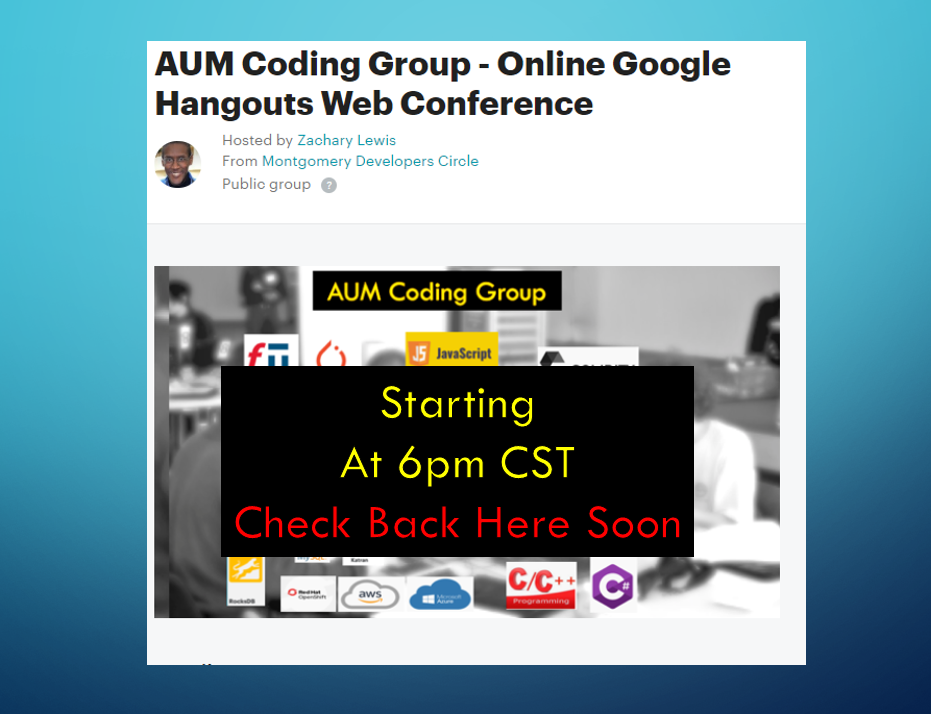 AUM Coding Group - Online Google
Hangouts Web Conference
Hosted by Zachary Lewis
From Montgomery Developers Circle
Public group ?
AUM Coding Group
JS JavaScript
Starting
At 6pm CST
Check Back Here Soon
MySQL
RocksDB
Red Hat
OpenShift
aws
Microsoft
Azure
C/C++
Programming
C#